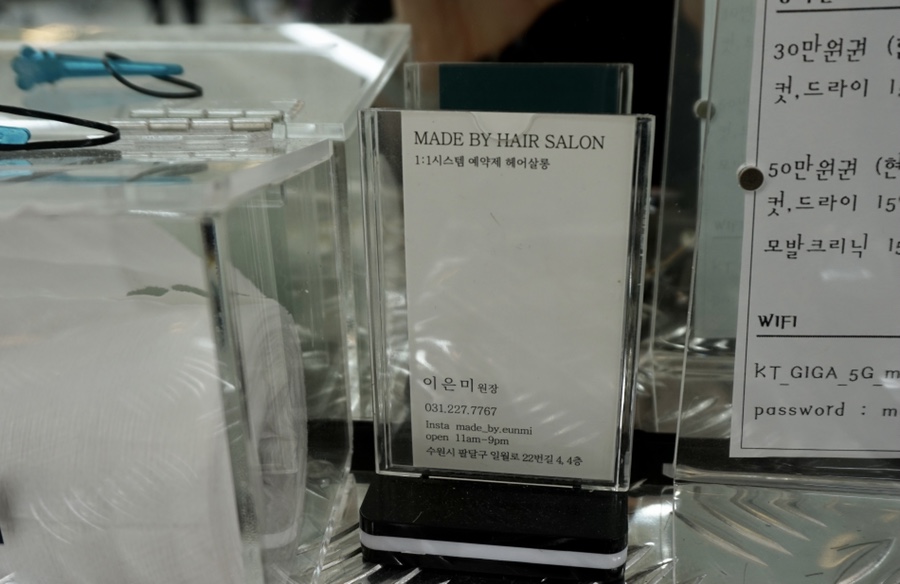 MADE BY HAIR SALON
1:1시스템 예약제 헤어살롱
이은미 원장
031.227.7767
Insta made_by.eunmi
open 11am-9pm
수원시 팔달구 일월로 22번길 4, 4층
30만원권
컷,드라이
50만원권
컷,드라이
모발크리닉
WIFI
KT_GIGA_5G_m
password : m